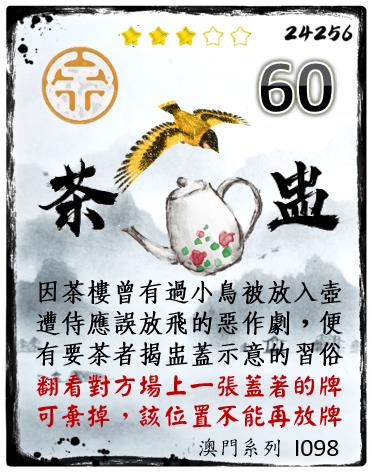 24256
60
茶 盅
因茶樓曾有過小鳥被放入壺
遭侍應誤放飛的惡作劇，便
有要茶者揭盅蓋示意的習俗
翻看對方場上一張蓋著的牌
可棄掉，該位置不能再放牌
澳門系列 I098